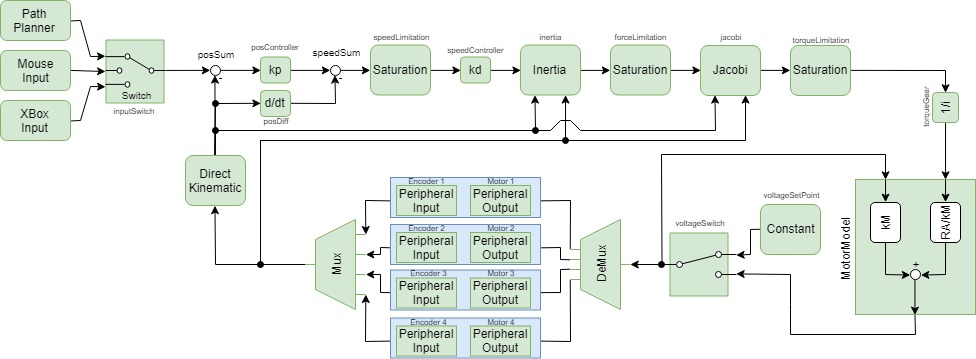 Path
Planner
Mouse
Input
XBox
Input
Switch
inputSwitch
posSum
posController
kp
d/dt
posDiff
speedSum
speedLimitation
Saturation
speedController
kd
inertia
Inertia
forceLimitation
Saturation
jacobi
Jacobi
torqueLimitation
Saturation
torqueGear
1/i
Direct
Kinematic
Mux
Encoder 1
Peripheral
Input
Motor 1
Peripheral
Output
Encoder 2
Peripheral
Input
Motor 2
Peripheral
Output
Encoder 3
Peripheral
Input
Motor 3
Peripheral
Output
Encoder 4
Peripheral
Input
Motor 4
Peripheral
Output
DeMux
voltageSwitch
voltageSetPoint
Constant
MotorModel
kM
RA/kM
+